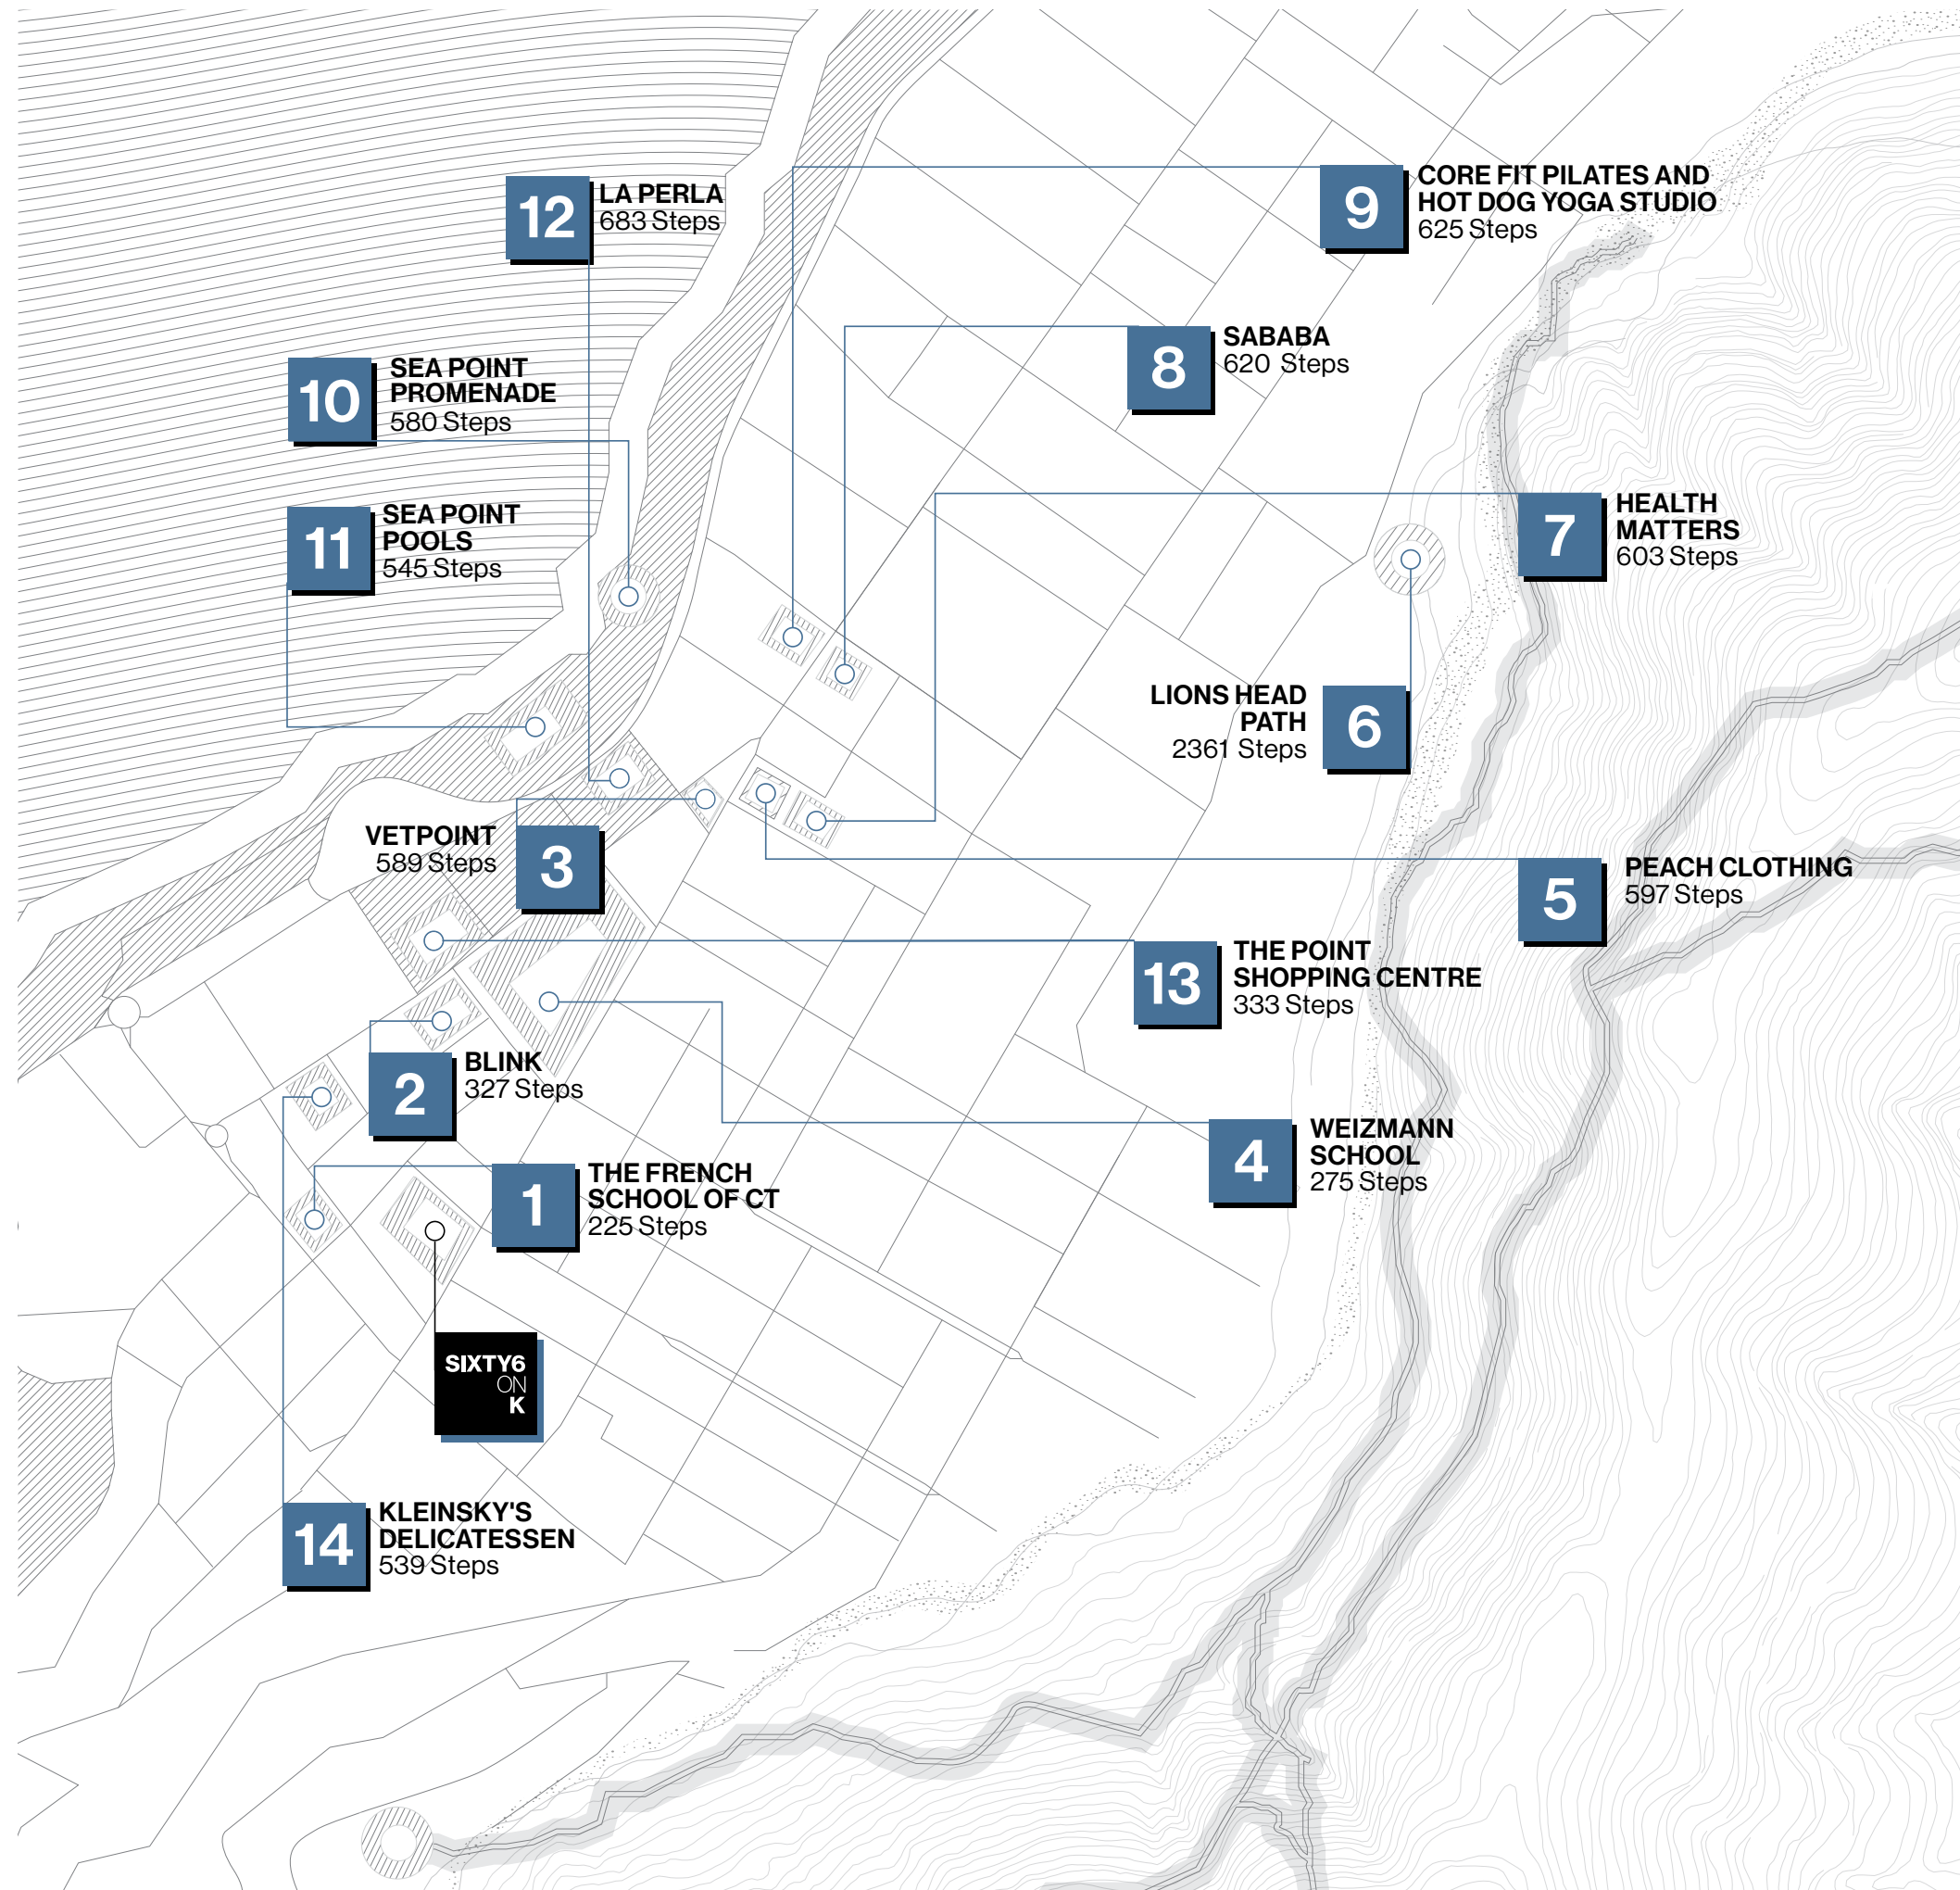 12
LA PERLA
683 Steps
9
CORE FIT PILATES AND
HOT DOG YOGA STUDIO
625 Steps
8
SABABA
620 Steps
10
SEA POINT
PROMENADE
580 Steps
11
SEA POINT
POOLS
545 Steps
7
HEALTH
MATTERS
603 Steps
LIONS HEAD
PATH
2361 Steps
6
VETPOINT
589 Steps
3
5
PEACH CLOTHING
597 Steps
13
THE POINT
SHOPPING CENTRE
333 Steps
2
BLINK
327 Steps
4
WEIZMANN
SCHOOL
275 Steps
1
THE FRENCH
SCHOOL OF CT
225 Steps
SIXTY6
ON
K
14
KLEINSKY'S
DELICATESSEN
539 Steps